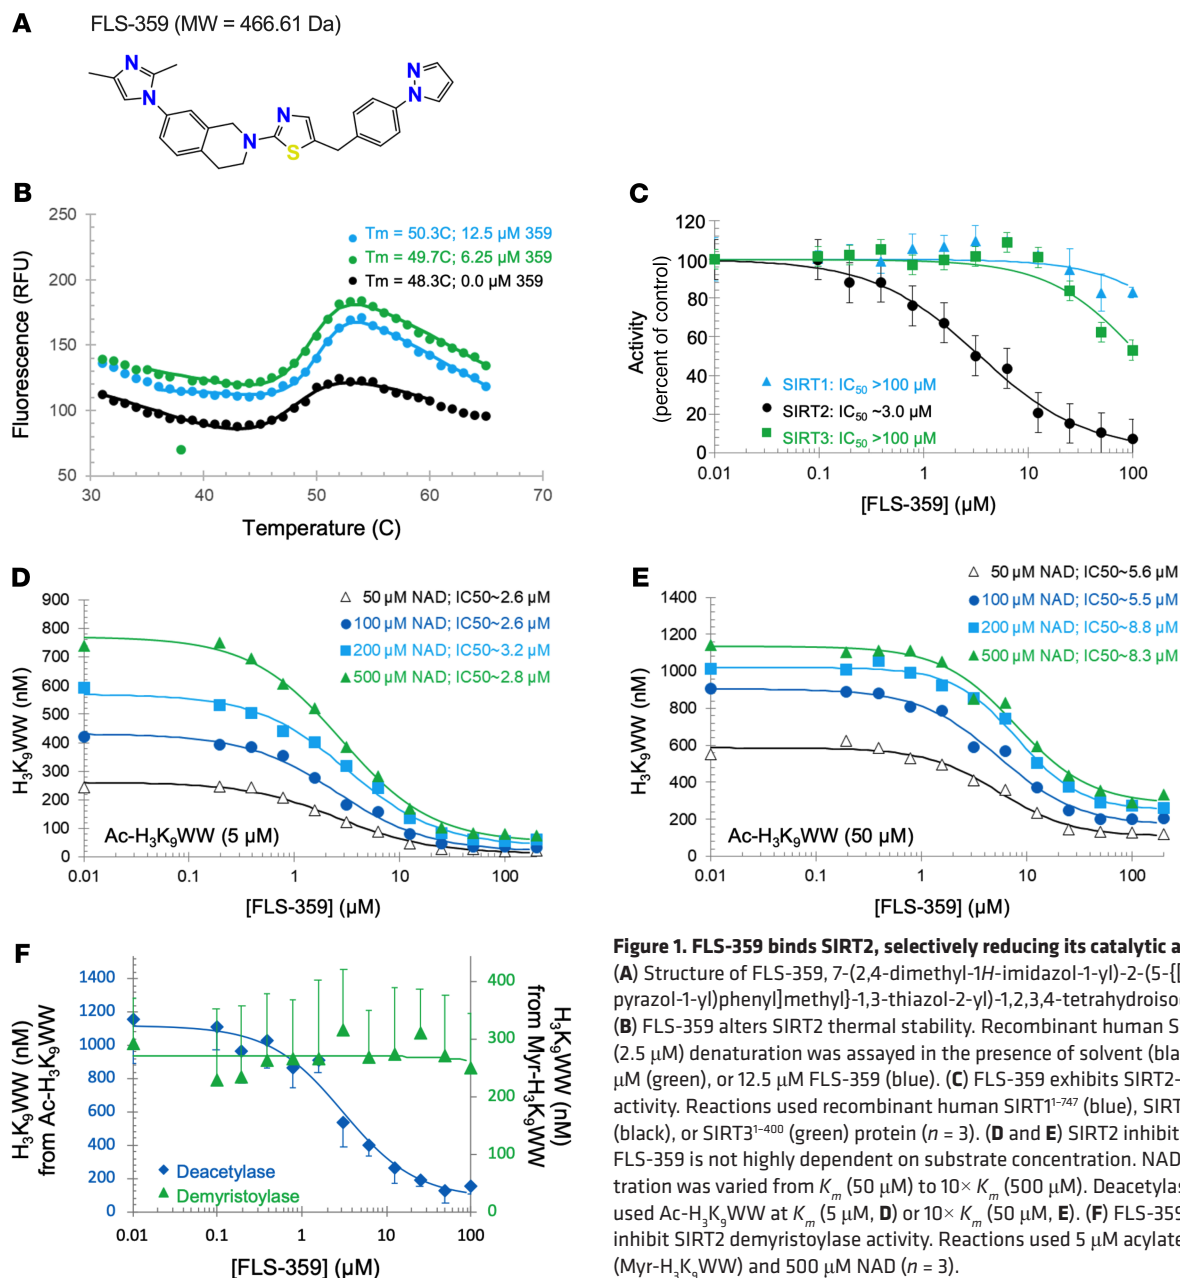 A
FLS-359 (MW = 466.61 Da)
N
N
N
N
S
N
N
B
250
200
150
100
50
30
40
50
60
70
Fluorescence (RFU)
Temperature (C)
Tm = 50.3C; 12.5 µM 359
Tm = 49.7C; 6.25 µM 359
Tm = 48.3C; 0.0 µM 359
C
120
100
80
60
40
20
0
0.01
0.1
1
10
100
Activity
(percent of control)
[FLS-359] (µM)
SIRT1: IC50 >100 µM
SIRT2: IC50 ~3.0 µM
SIRT3: IC50 >100 µM
D
900
800
700
600
500
400
300
200
100
0
0.01
0.1
1
10
100
H3K9WW (nM)
[FLS-359] (µM)
50 µM NAD; IC50~2.6 µM
100 µM NAD; IC50~2.6 µM
200 µM NAD; IC50~3.2 µM
500 µM NAD; IC50~2.8 µM
Ac-H3K9WW (5 µM)
E
1400
1200
1000
800
600
400
200
0
0.01
0.1
1
10
100
H3K9WW (nM)
[FLS-359] (µM)
50 µM NAD; IC50~5.6 µM
100 µM NAD; IC50~5.5 µM
200 µM NAD; IC50~8.8 µM
500 µM NAD; IC50~8.3 µM
Ac-H3K9WW (50 µM)
F
1400
1200
1000
800
600
400
200
0
400
300
200
100
0
0.01
0.1
1
10
100
H3K9WW (nM)
from Ac-H3K9WW
H3K9WW (nM)
from Myr-H3K9WW
[FLS-359] (µM)
Deacetylase
Demyristoylase
Figure 1. FLS-359 binds SIRT2, selectively reducing its catalytic a
(A) Structure of FLS-359, 7-(2,4-dimethyl-1H-imidazol-1-yl)-2-(5-{[
pyrazol-1-yl)phenyl]methyl}-1,3-thiazol-2-yl)-1,2,3,4-tetrahydroiso
(B) FLS-359 alters SIRT2 thermal stability. Recombinant human S
(2.5 µM) denaturation was assayed in the presence of solvent (bla
µM (green), or 12.5 µM FLS-359 (blue). (C) FLS-359 exhibits SIRT2-
activity. Reactions used recombinant human SIRT1¹⁻⁷⁴⁷ (blue), SIRT
(black), or SIRT3¹⁻⁴⁰⁰ (green) protein (n = 3). (D and E) SIRT2 inhibit
FLS-359 is not highly dependent on substrate concentration. NAD
tration was varied from Km (50 µM) to 10× Km (500 µM). Deacetylas
used Ac-H3K9WW at Km (5 µM, D) or 10× Km (50 µM, E). (F) FLS-359
inhibit SIRT2 demyristoylase activity. Reactions used 5 µM acylate
(Myr-H3K9WW) and 500 µM NAD (n = 3).